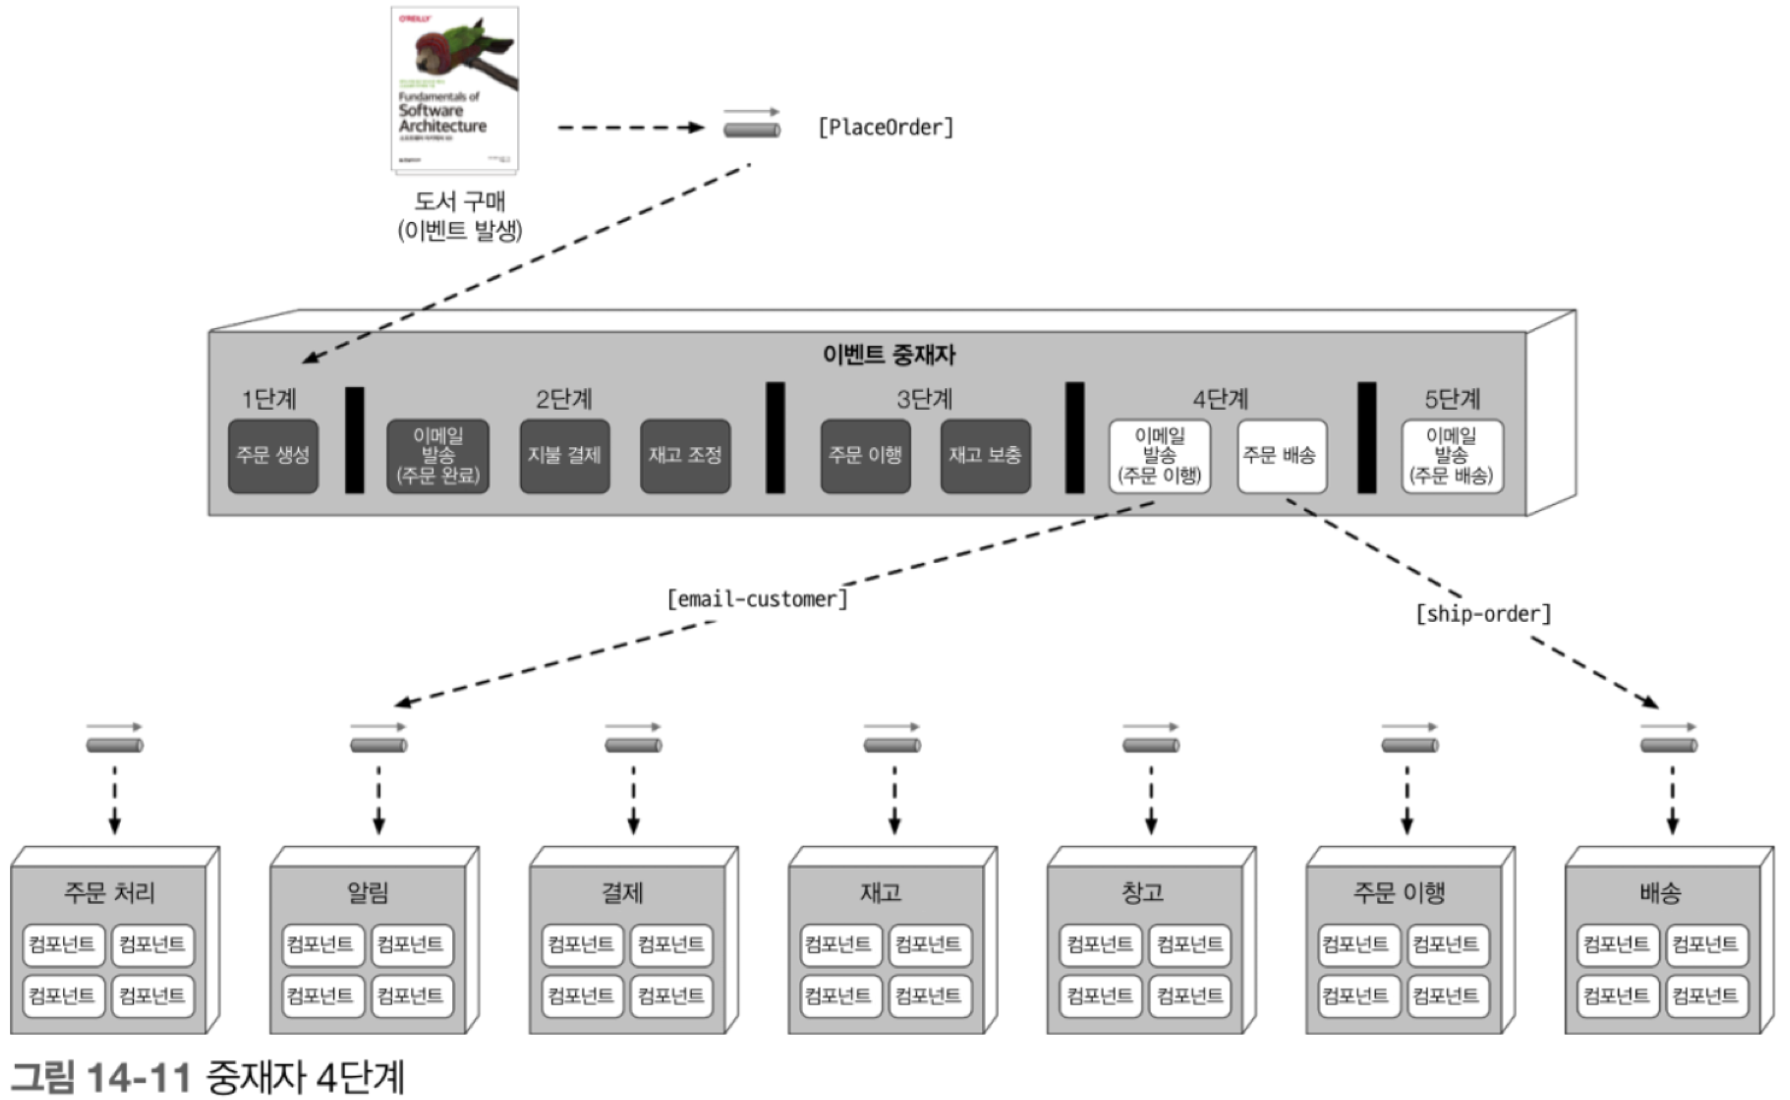 O'REILLY
Fundamentals of
Software
Architecture
도서 구매
(이벤트 발생)
[PlaceOrder]
이벤트 중재자
1단계
주문 생성
2단계
이메일
발송
(주문 완료)
지불 결제
재고 조정
3단계
주문 이행
재고 보충
4단계
이메일
발송
(주문 이행)
주문 배송
5단계
이메일
발송
(주문 배송)
[email-customer]
[ship-order]
주문 처리
컴포넌트 컴포넌트
컴포넌트 컴포넌트
알림
컴포넌트 컴포넌트
컴포넌트 컴포넌트
결제
컴포넌트 컴포넌트
컴포넌트 컴포넌트
재고
컴포넌트 컴포넌트
컴포넌트 컴포넌트
창고
컴포넌트 컴포넌트
컴포넌트 컴포넌트
주문 이행
컴포넌트 컴포넌트
컴포넌트 컴포넌트
배송
컴포넌트 컴포넌트
컴포넌트 컴포넌트
그림 14-11 중재자 4단계